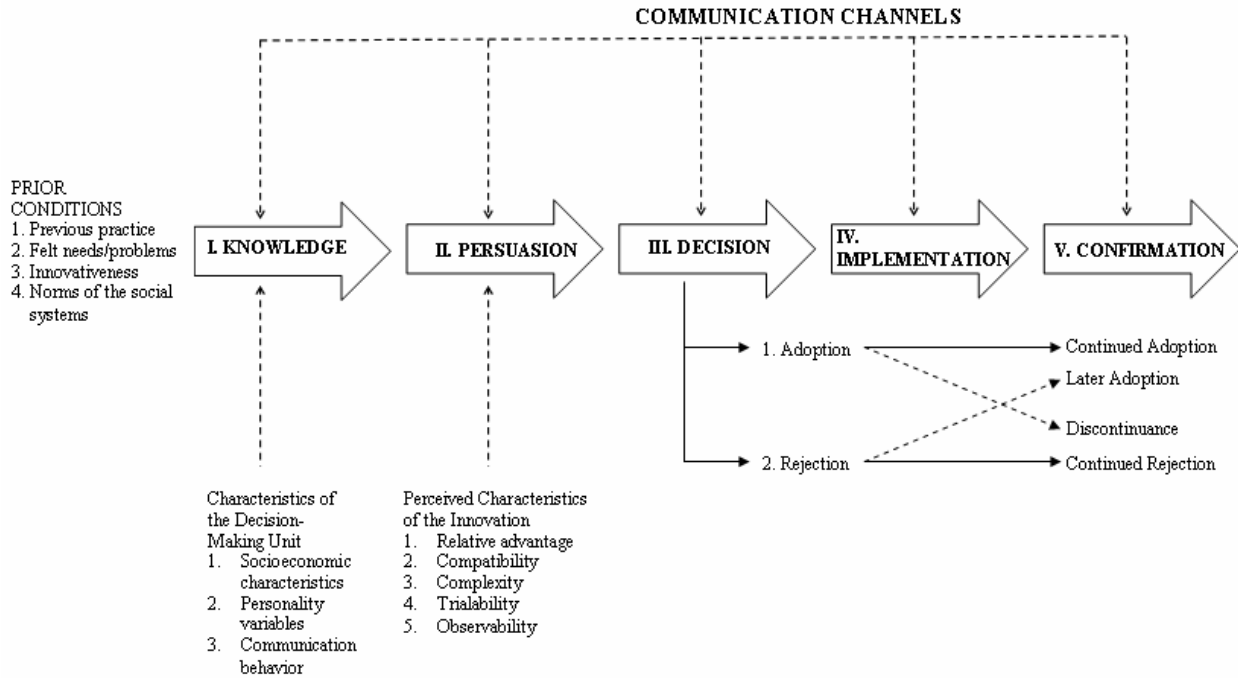 COMMUNICATION CHANNELS
PRIOR
CONDITIONS
1. Previous practice
2. Felt needs/problems
3. Innovativeness
4. Norms of the social
systems
I. KNOWLEDGE
II. PERSUASION
III. DECISION
IV.
IMPLEMENTATION
V. CONFIRMATION
1. Adoption
2. Rejection
Continued Adoption
Later Adoption
Discontinuance
Continued Rejection
Characteristics of
the Decision-
Making Unit
1. Socioeconomic
characteristics
2. Personality
variables
3. Communication
behavior
Perceived Characteristics
of the Innovation
1. Relative advantage
2. Compatibility
3. Complexity
4. Trialability
5. Observability